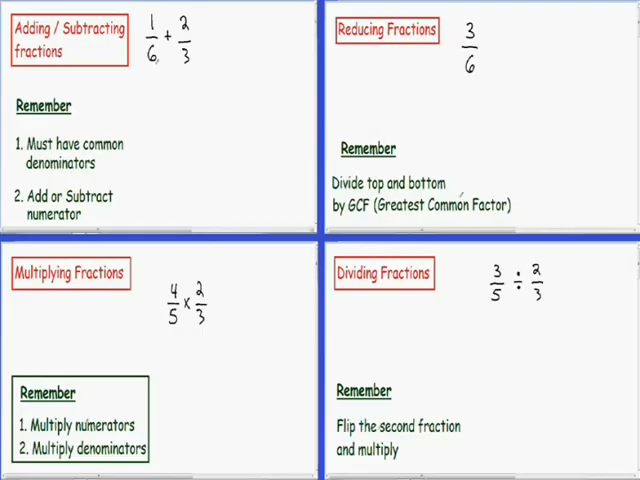 Adding / Subtracting
fractions
1/6 + 2/3
Remember
1. Must have common
denominators
2. Add or Subtract
numerator
Reducing Fractions
3/6
Remember
Divide top and bottom
by GCF (Greatest Common Factor)
Multiplying Fractions
4/5 x 2/3
Remember
1. Multiply numerators
2. Multiply denominators
Dividing Fractions
3/5 ÷ 2/3
Remember
Flip the second fraction
and multiply